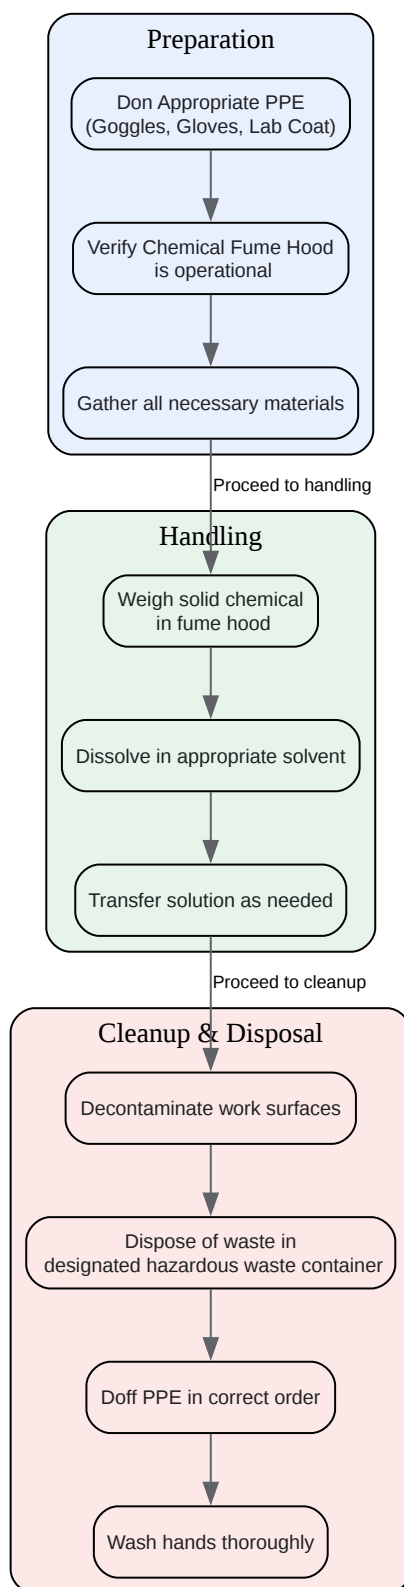 Preparation
Don Appropriate PPE
(Goggles, Gloves, Lab Coat)
Verify Chemical Fume Hood
is operational
Gather all necessary materials
Proceed to handling
Handling
Weigh solid chemical
in fume hood
Dissolve in appropriate solvent
Transfer solution as needed
Proceed to cleanup
Cleanup & Disposal
Decontaminate work surfaces
Dispose of waste in
designated hazardous waste container
Doff PPE in correct order
Wash hands thoroughly